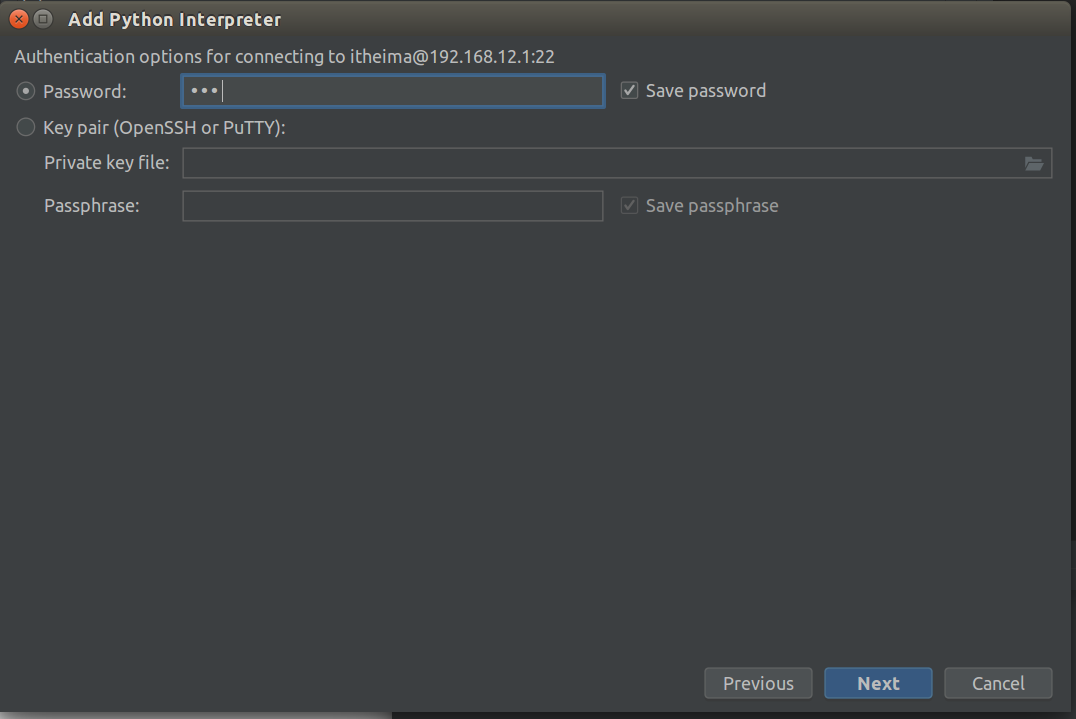 Add Python Interpreter
Authentication options for connecting to itheima@192.168.12.1:22
Password: ••• Save password
Key pair (OpenSSH or PuTTY):
Private key file:
Passphrase: Save passphrase
Previous Next Cancel